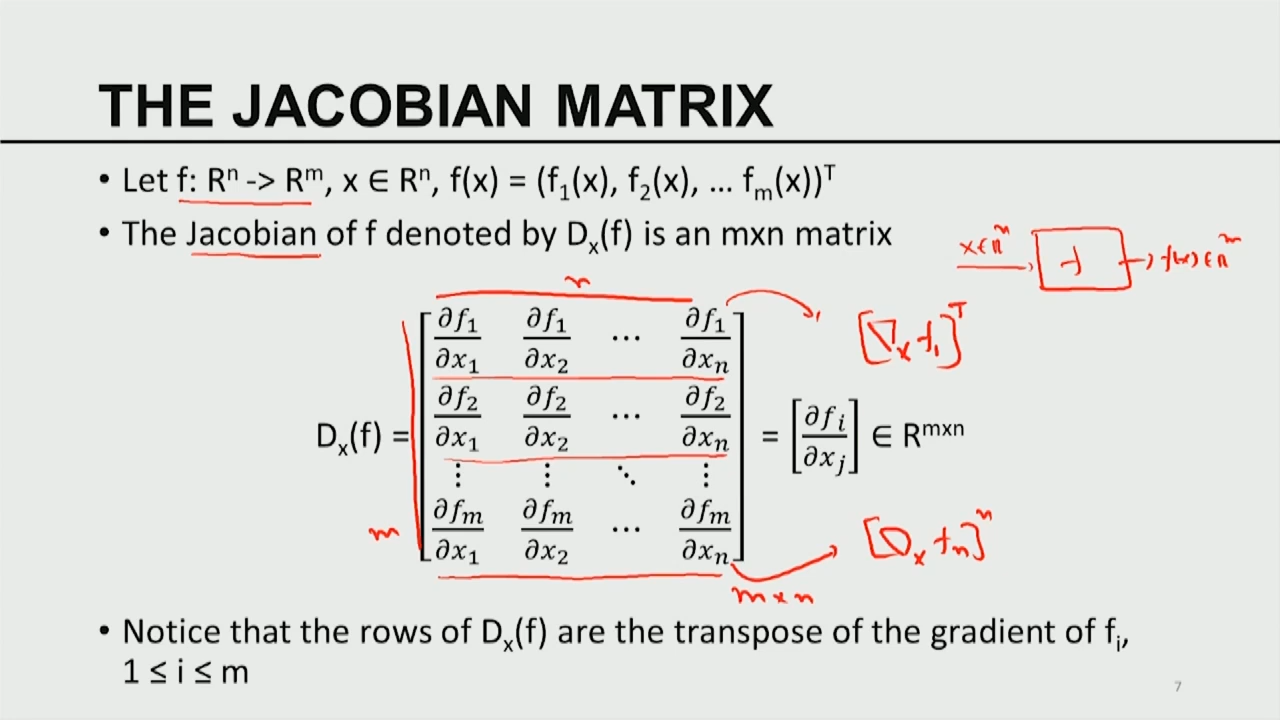 THE JACOBIAN MATRIX
• Let f: Rⁿ -> Rᵐ, x ∈ Rⁿ, f(x) = (f₁(x), f₂(x), ... fₘ(x))ᵀ
• The Jacobian of f denoted by Dₓ(f) is an mxn matrix
x∈Rⁿ f f(x)∈Rᵐ
n
∂f₁/∂x₁ ∂f₁/∂x₂ ⋯ ∂f₁/∂xₙ [∇ₓf₁]ᵀ
∂f₂/∂x₁ ∂f₂/∂x₂ ⋯ ∂f₂/∂xₙ
Dₓ(f) = = [∂fᵢ/∂xⱼ] ∈ Rᵐˣⁿ
⋮ ⋮ ⋱ ⋮
m ∂fₘ/∂x₁ ∂fₘ/∂x₂ ⋯ ∂fₘ/∂xₙ
m×n
• Notice that the rows of Dₓ(f) are the transpose of the gradient of fᵢ,
1 ≤ i ≤ m
7